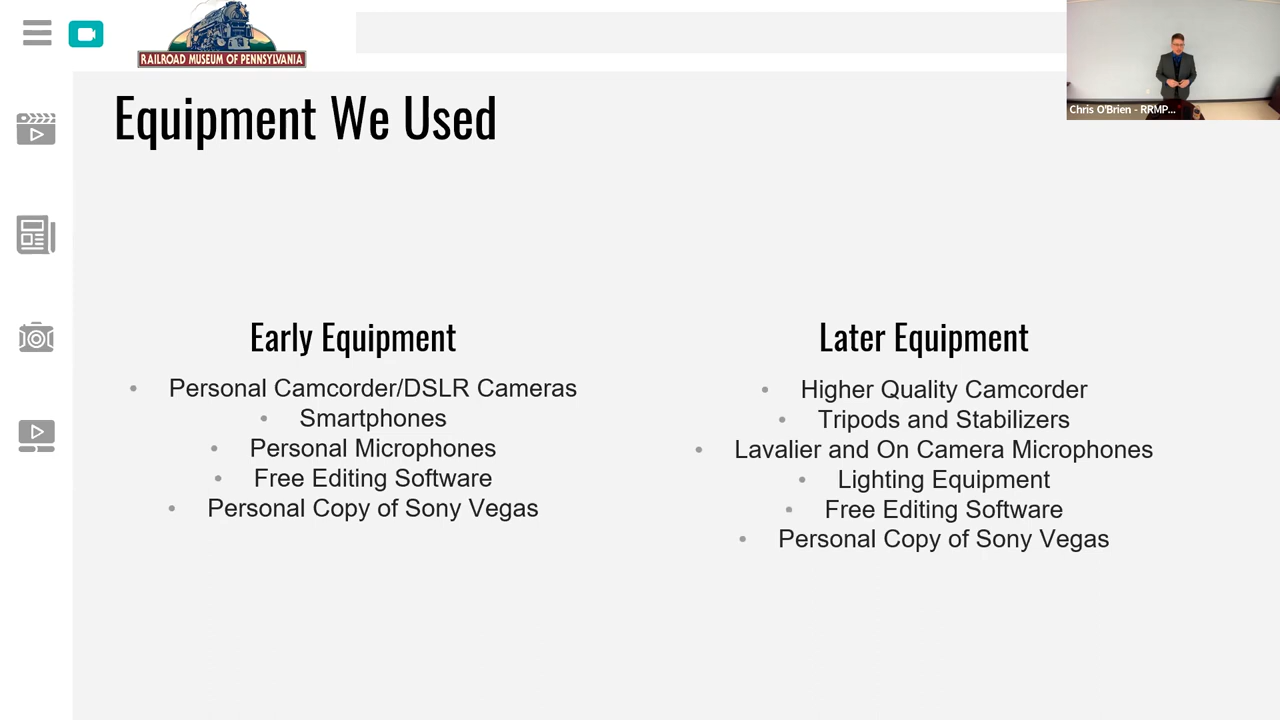 RAILROAD MUSEUM OF PENNSYLVANIA
Chris O'Brien - RRMP...
Equipment We Used
Early Equipment
• Personal Camcorder/DSLR Cameras
• Smartphones
• Personal Microphones
• Free Editing Software
• Personal Copy of Sony Vegas
Later Equipment
• Higher Quality Camcorder
• Tripods and Stabilizers
• Lavalier and On Camera Microphones
• Lighting Equipment
• Free Editing Software
• Personal Copy of Sony Vegas